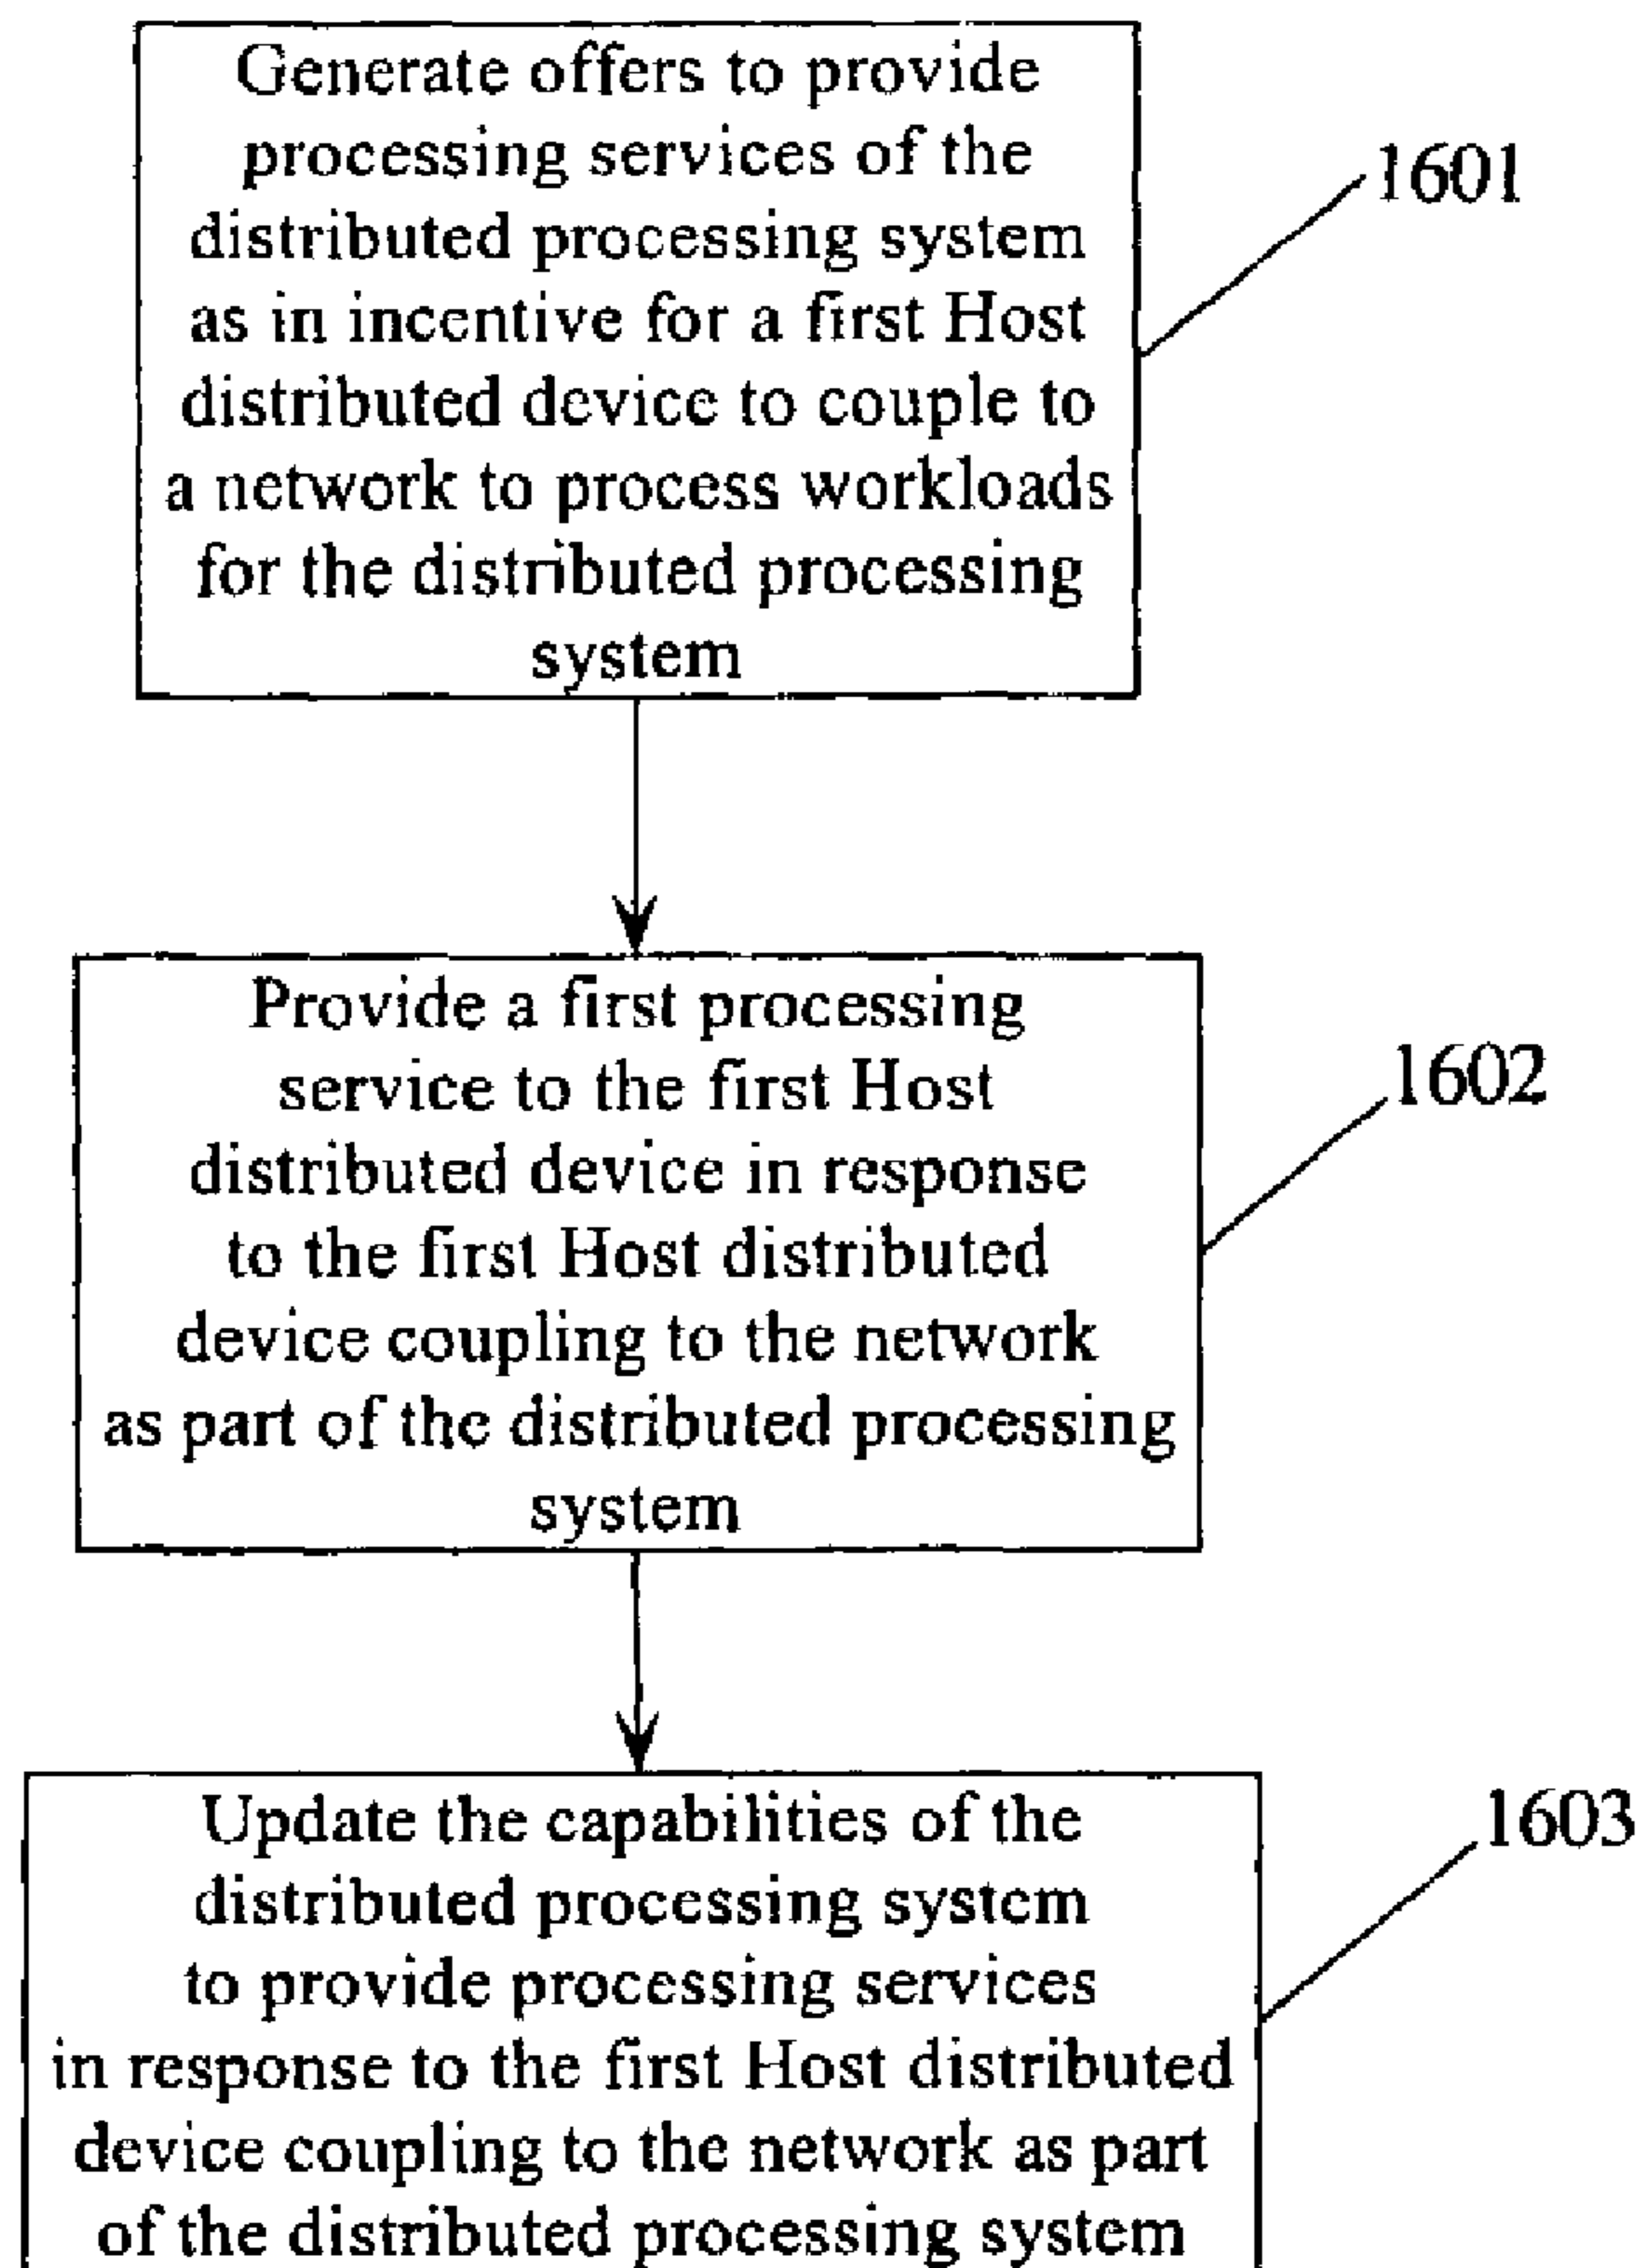 Generate offers to provide
processing services of the
distributed processing system
as in incentive for a first Host
distributed device to couple to
a network to process workloads
for the distributed processing
system
1601
Provide a first processing
service to the first Host
distributed device in response
to the first Host distributed
device coupling to the network
as part of the distributed processing
system
1602
Update the capabilities of the
distributed processing system
to provide processing services
in response to the first Host distributed
device coupling to the network as part
of the distributed processing system
1603